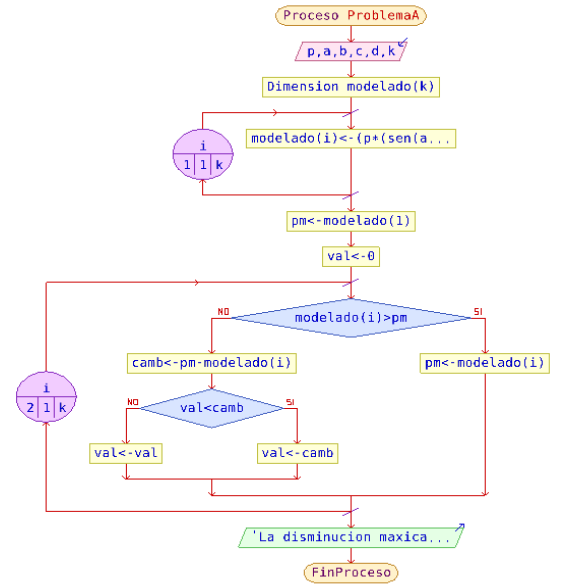 Proceso ProblemaA
p,a,b,c,d,k
Dimension modelado(k)
i
1 1 k
modelado(i)<-(p*(sen(a...
pm<-modelado(1)
val<-0
NO
modelado(i)>pm
SI
camb<-pm-modelado(i)
pm<-modelado(i)
i
2 1 k
NO
val<camb
SI
val<-val
val<-camb
'La disminucion maxica...
FinProceso